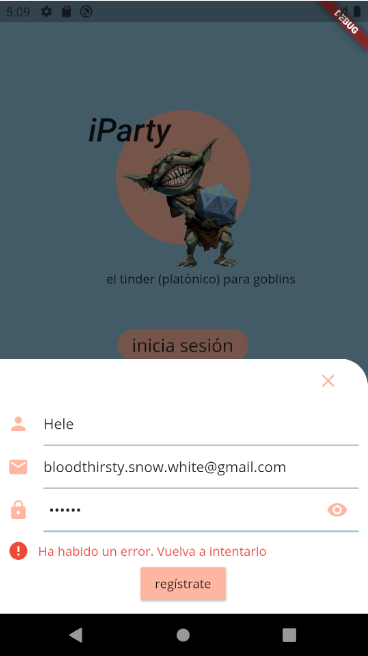 5:09
DEBUG
iParty
el tinder (platónico) para goblins
inicia sesión
Hele
bloodthirsty.snow.white@gmail.com
••••••
Ha habido un error. Vuelva a intentarlo
regístrate